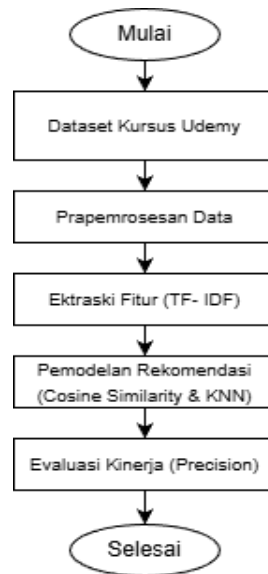 Mulai
Dataset Kursus Udemy
Prapemrosesan Data
Ektraski Fitur (TF- IDF)
Pemodelan Rekomendasi
(Cosine Similarity & KNN)
Evaluasi Kinerja (Precision)
Selesai